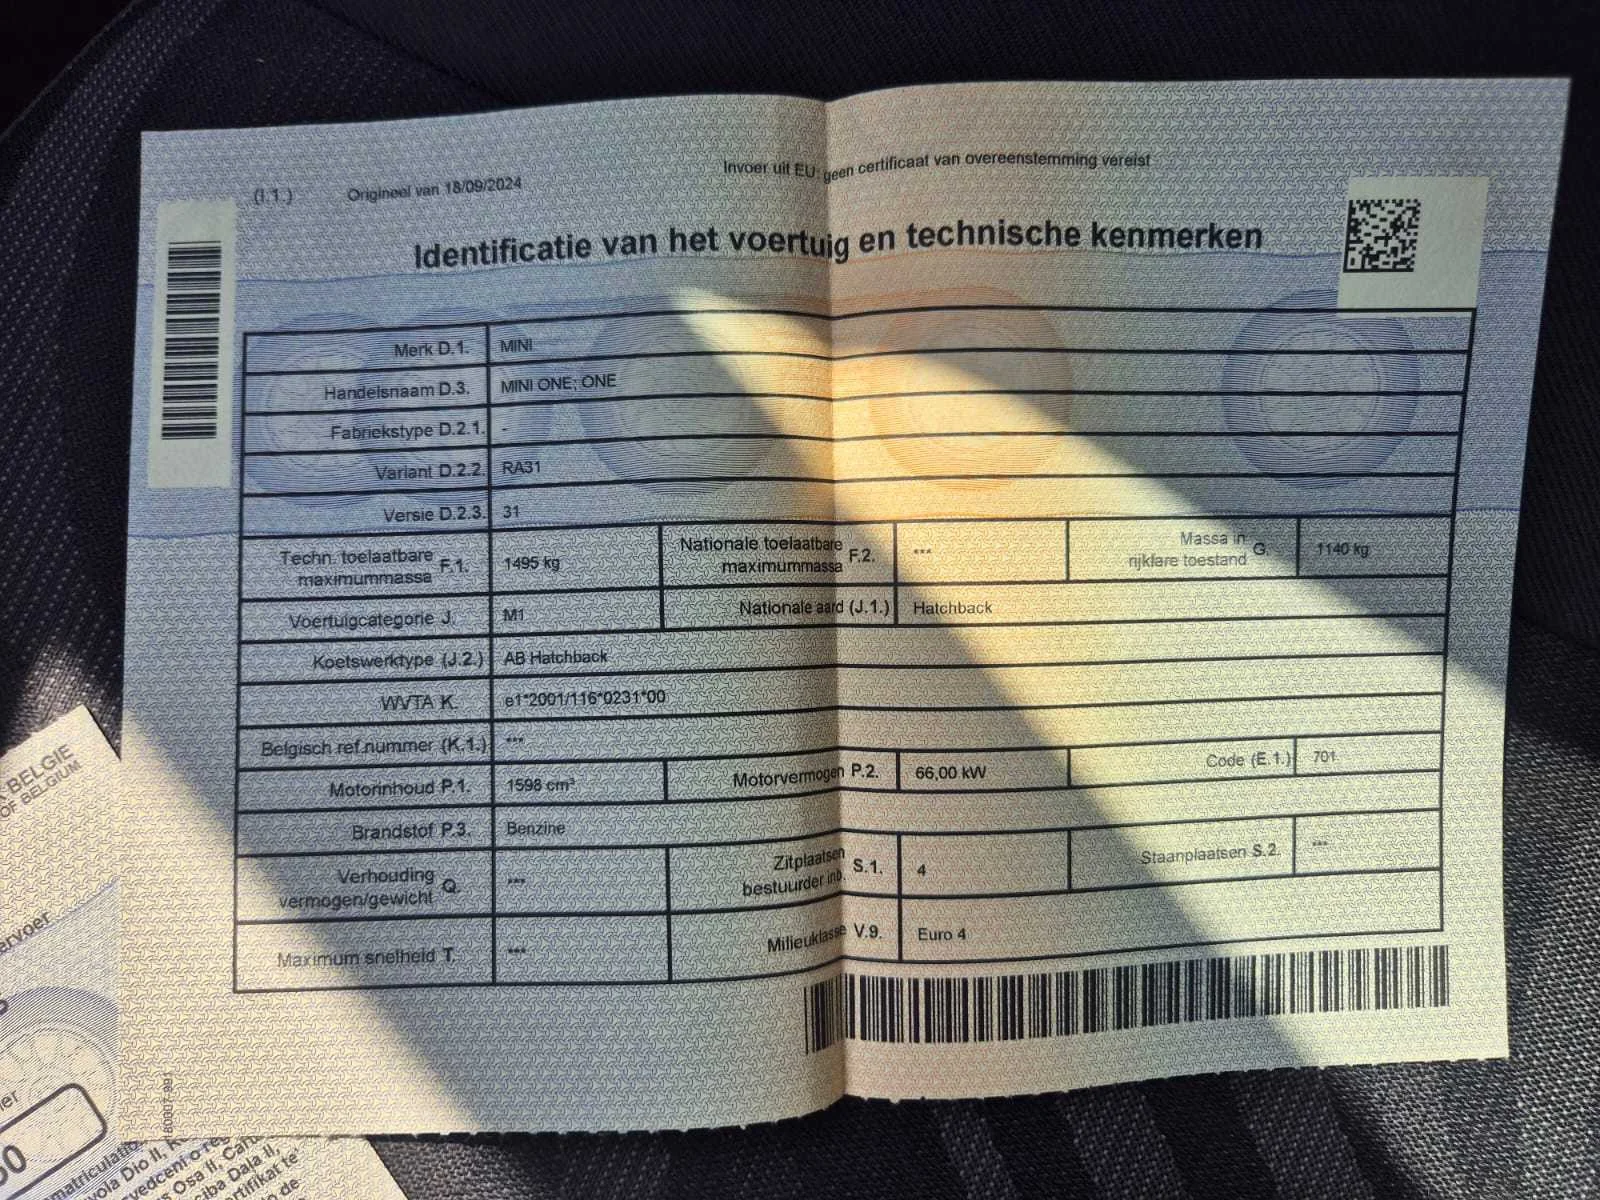 Invoer uit EU: geen certificaat van overeenstemming vereist
(I.1.) Origineel van 18/09/2024
Identificatie van het voertuig en technische kenmerken
Merk D.1. MINI
Handelsnaam D.3. MINI ONE; ONE
Fabriekstype D.2.1. -
Variant D.2.2. RA31
Versie D.2.3. 31
Techn. toelaatbare maximummassa F.1. 1495 kg Nationale toelaatbare maximummassa F.2. *** Massa in rijklare toestand G. 1140 kg
Voertuigcategorie J. M1 Nationale aard (J.1.) Hatchback
Koetswerktype (J.2.) AB Hatchback
WVTA K. e1*2001/116*0231*00
Belgisch ref.nummer (K.1.) ***
Motorinhoud P.1. 1598 cm³ Motorvermogen P.2. 66,00 kW Code (E.1.) 701
Brandstof P.3. Benzine
Verhouding vermogen/gewicht Q. *** Zitplaatsen bestuurder inb. S.1. 4 Staanplaatsen S.2. ***
Maximum snelheid T. *** Milieuklasse V.9. Euro 4
80007-991
-BELGIE
OF BELGIUM